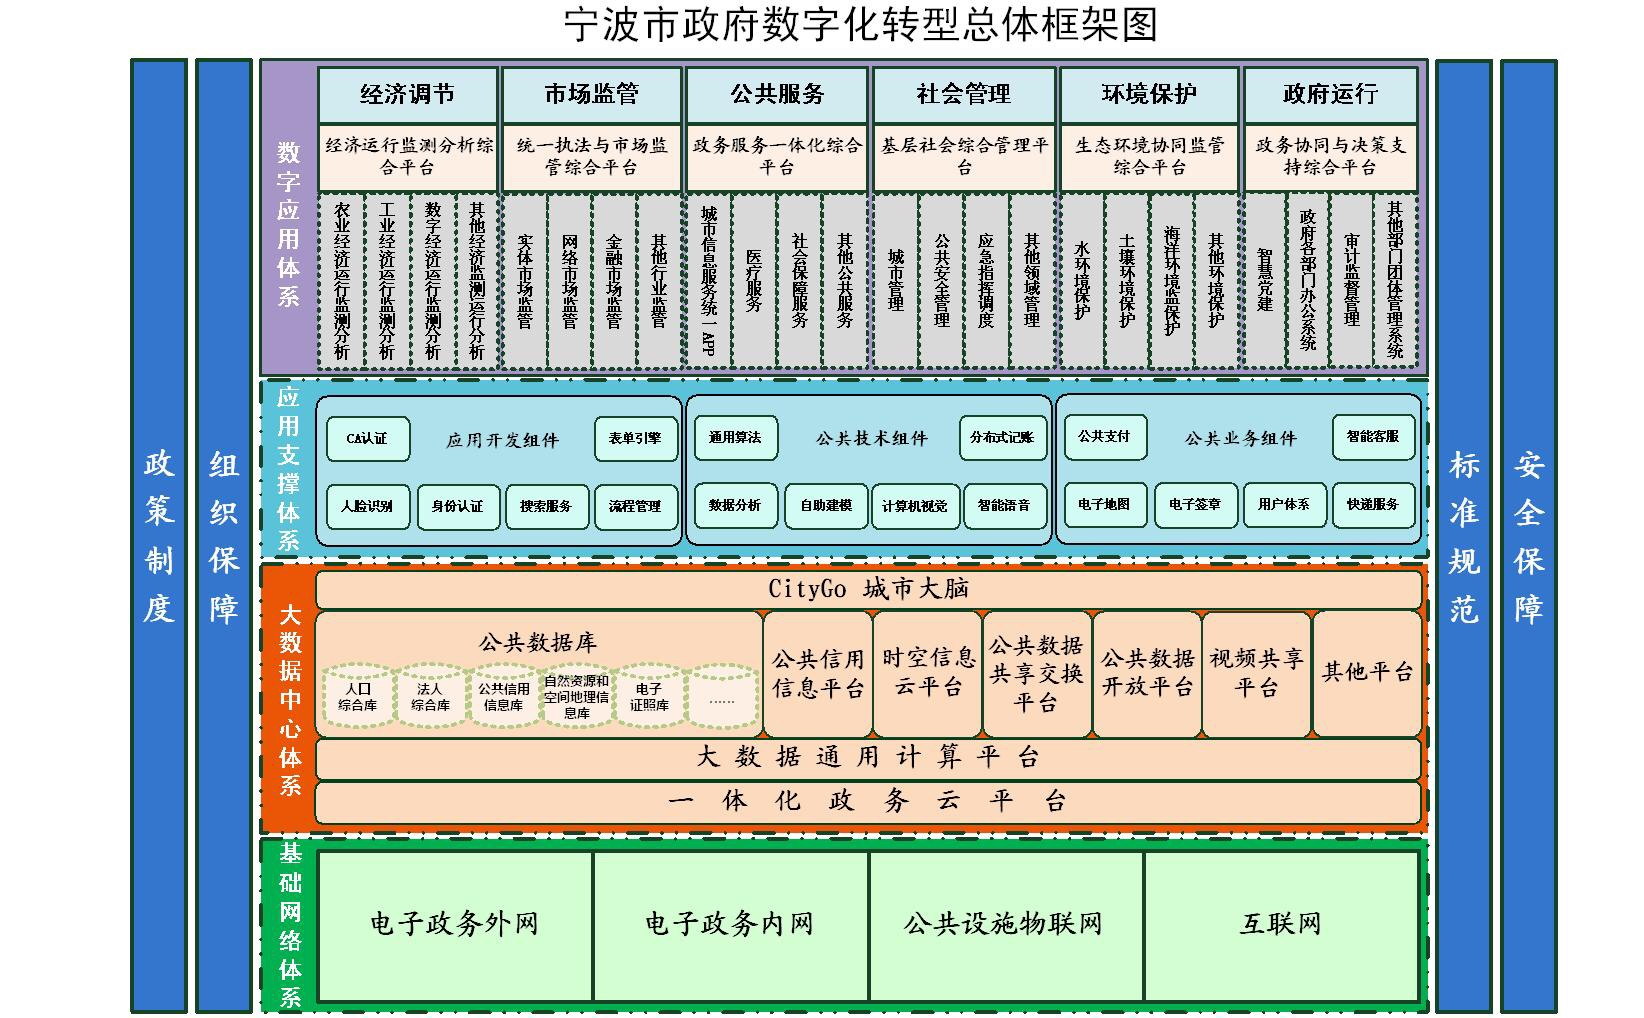 宁波市政府数字化转型总体框架图
政策制度
组织保障
数字应用体系
经济调节
市场监管
公共服务
社会管理
环境保护
政府运行
经济运行监测分析综
合平台
统一执法与市场监
管综合平台
政务服务一体化综合
平台
基层社会综合管理平
台
生态环境协同监管
综合平台
政务协同与决策支
持综合平台
农业经济运行监测分析
工业经济运行监测分析
数字经济运行监测分析
其他经济监测运行分析
实体市场监管
网络市场监管
金融市场监管
其他行业监管
城市信息服务统一APP
医疗服务
社会保障服务
其他公共服务
城市管理
公共安全管理
应急指挥调度
其他领域管理
水环境保护
土壤环境保护
海洋环境监保护
其他环境保护
智慧党建
政府各部门办公系统
审计监督管理
其他部门团体管理系统
应用支撑体系
CA认证
应用开发组件
表单引擎
人脸识别
身份认证
搜索服务
流程管理
通用算法
公共技术组件
分布式记账
数据分析
自助建模
计算机视觉
智能语音
公共支付
公共业务组件
智能客服
电子地图
电子签章
用户体系
快递服务
大数据中心体系
CityGo 城市大脑
公共数据库
人口
综合库
法人
综合库
公共信用
信息库
自然资源和
空间地理信
息库
电子
证照库
......
公共信用
信息平台
时空信息
云平台
公共数据
共享交换
平台
公共数据
开放平台
视频共享
平台
其他平台
大数据通用计算平台
一体化政务云平台
基础网络体系
电子政务外网
电子政务内网
公共设施物联网
互联网
标准规范
安全保障